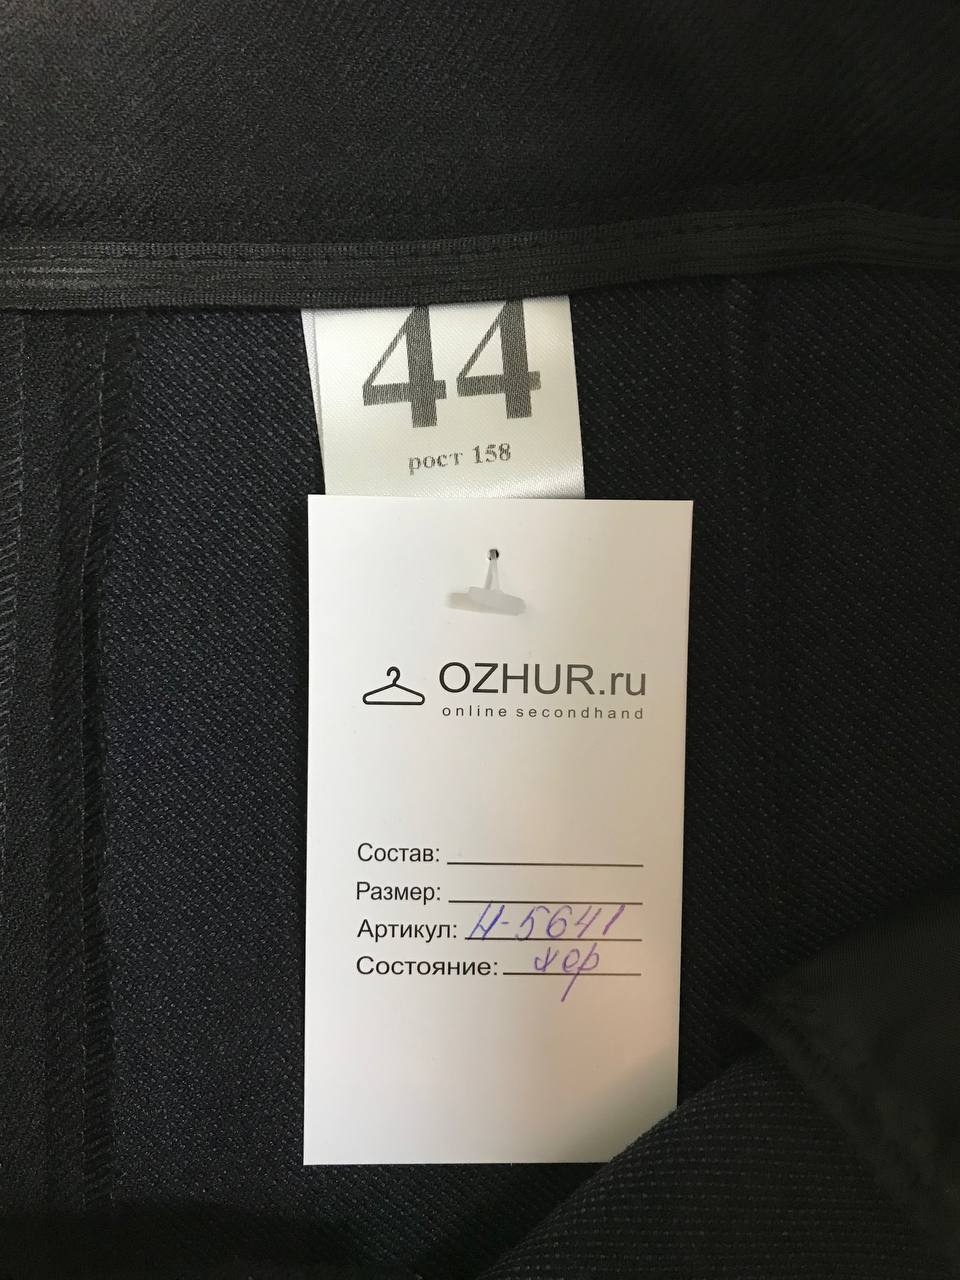 44
рост 158
OZHUR.ru
online secondhand
Состав:
Размер:
Артикул: Н-5641
Состояние: хор